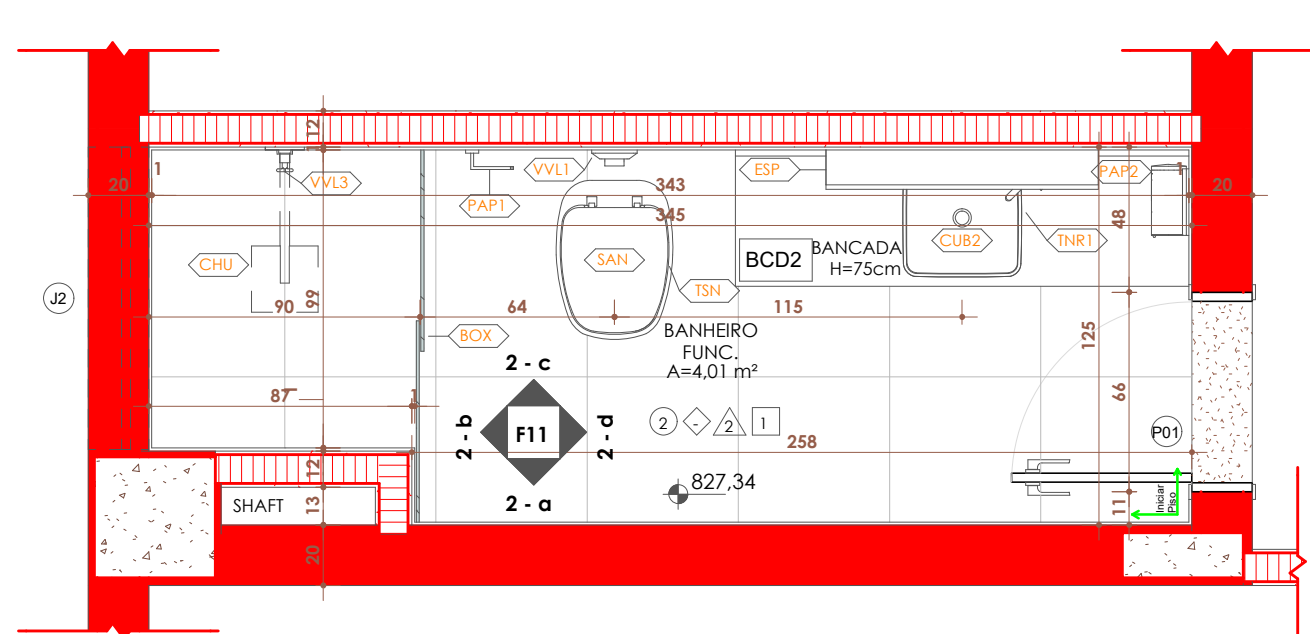 12
1
1
1
VVL3
VVL1
ESP
PAP2
20
343
20
PAP1
345
48
CHU
SAN
BCD2
BANCADA
H=75cm
CUB2
TNR1
J2
TSN
99
90
64
115
BOX
BANHEIRO
FUNC.
A=4,01 m²
125
2 - c
87
1
66
2 - b
F11
2 - d
2
-
2
1
P01
258
12
827,34
SHAFT
13
2 - a
11
Iniciar
Piso
20